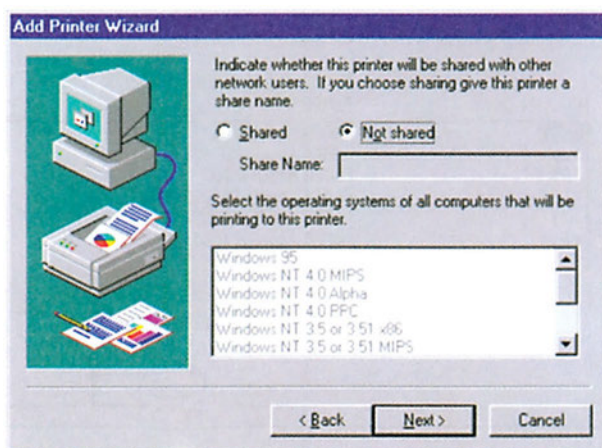 Add Printer Wizard
Indicate whether this printer will be shared with other
network users. If you choose sharing give this printer a
share name.
Shared Not shared
Share Name:
Select the operating systems of all computers that will be
printing to this printer.
Windows 95
Windows NT 4.0 MIPS
Windows NT 4.0 Alpha
Windows NT 4.0 PPC
Windows NT 3.5 or 3.51 x86
Windows NT 3.5 or 3.51 MIPS
< Back Next > Cancel